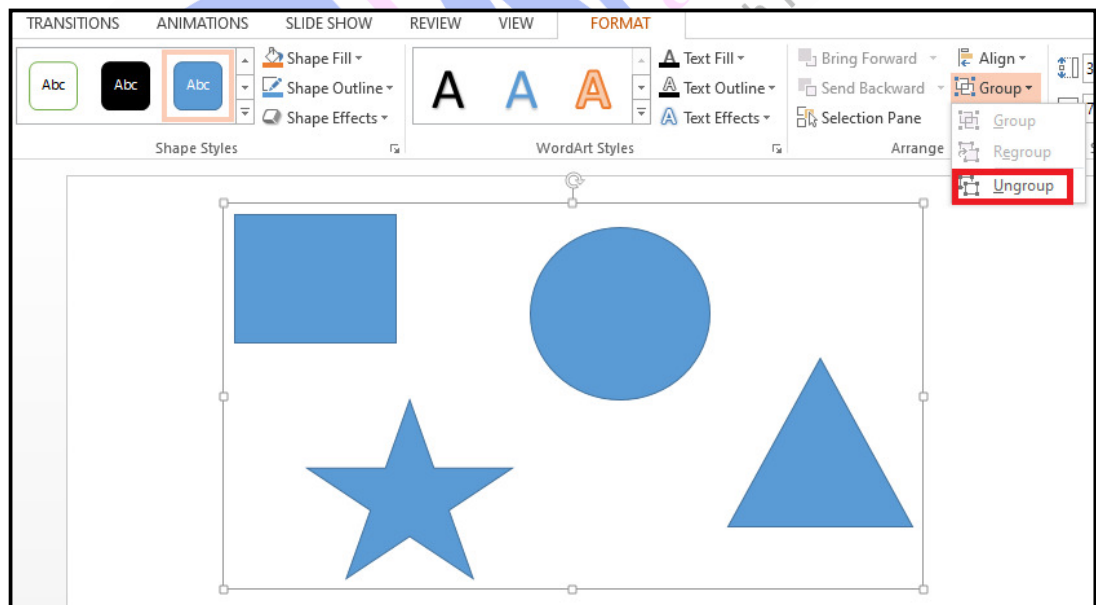 TRANSITIONS ANIMATIONS SLIDE SHOW REVIEW VIEW FORMAT
Abc Abc Abc
Shape Fill
Shape Outline
Shape Effects
Shape Styles
A A A
A Text Fill
A Text Outline
A Text Effects
WordArt Styles
Bring Forward
Send Backward
Selection Pane
Align
Group
Arrange
3
7
Group
Regroup
Ungroup